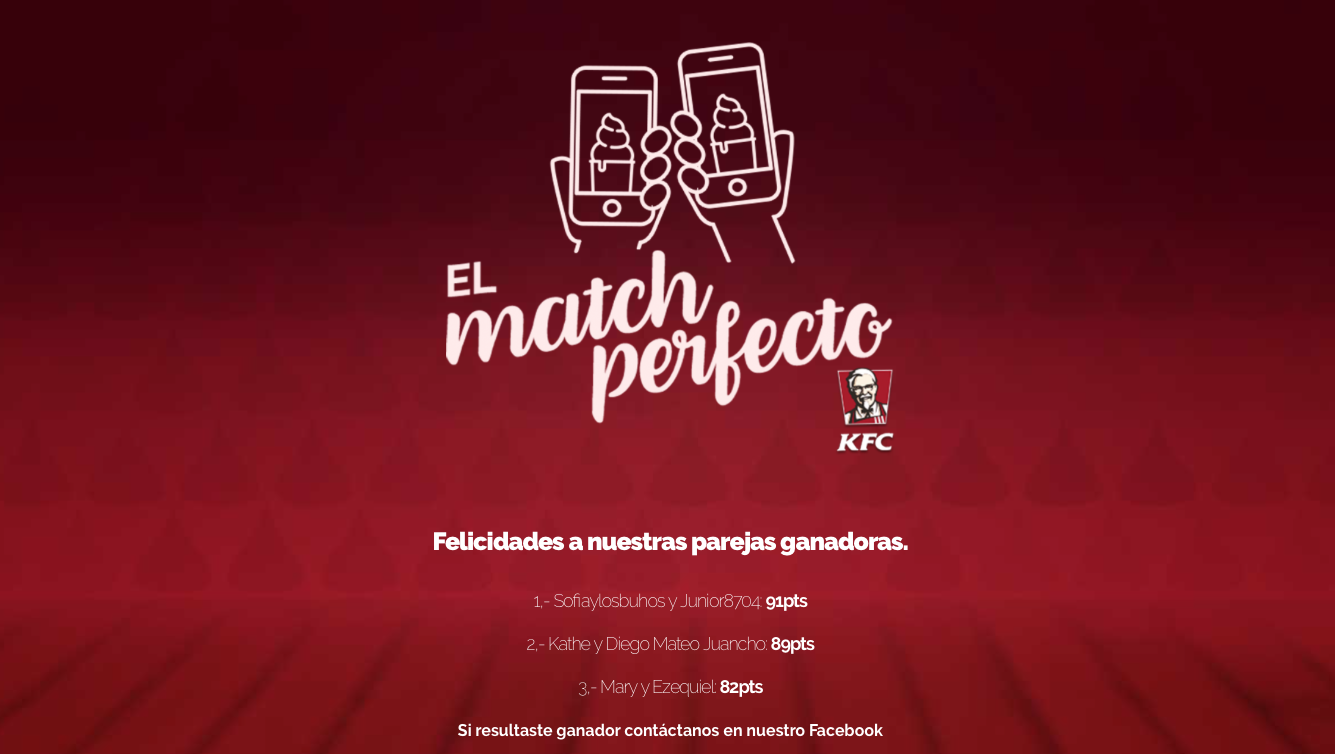 EL
match
perfecto
KFC
Felicidades a nuestras parejas ganadoras.
1,- Sofiaylosbuhos y Junior8704: 91pts
2,- Kathe y Diego Mateo Juancho: 89pts
3,- Mary y Ezequiel: 82pts
Si resultaste ganador contáctanos en nuestro Facebook